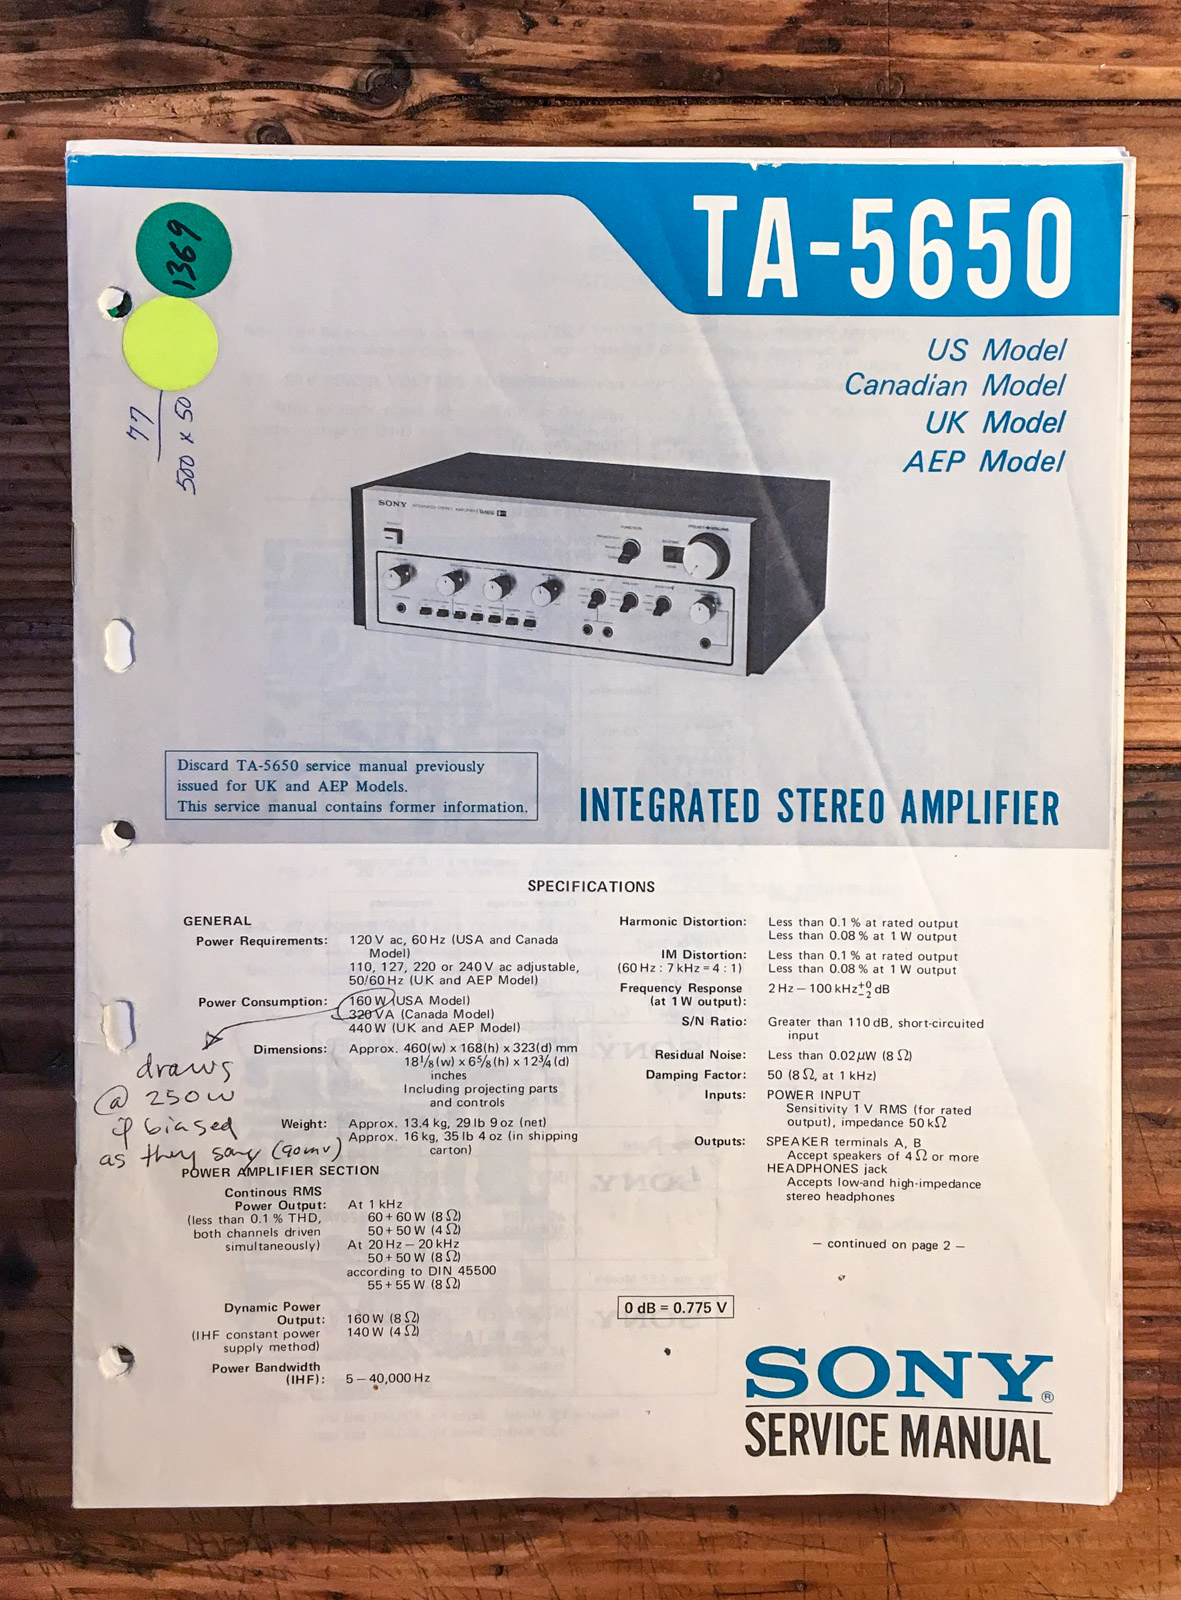 TA-5650
US Model
Canadian Model
UK Model
AEP Model
1369
77
500 x 50
SONY
INTEGRATED STEREO AMPLIFIER
FUNCTION
Discard TA-5650 service manual previously
issued for UK and AEP Models.
This service manual contains former information.
INTEGRATED STEREO AMPLIFIER
SPECIFICATIONS
GENERAL
Power Requirements: 120 V ac, 60 Hz (USA and Canada
Model)
110, 127, 220 or 240 V ac adjustable,
50/60 Hz (UK and AEP Model)
Power Consumption: 160 W (USA Model)
320 VA (Canada Model)
440 W (UK and AEP Model)
draws
@ 250 W
if biased
as they say (90mv)
Dimensions: Approx. 460(w) x 168(h) x 323(d) mm
18 1/8 (w) x 6 5/8 (h) x 12 3/4 (d)
inches
Including projecting parts
and controls
Weight: Approx. 13.4 kg, 29 lb 9 oz (net)
Approx. 16 kg, 35 lb 4 oz (in shipping
carton)
POWER AMPLIFIER SECTION
Continous RMS
Power Output: At 1 kHz
(less than 0.1 % THD, 60 + 60 W (8 Ω)
both channels driven 50 + 50 W (4 Ω)
simultaneously) At 20 Hz – 20 kHz
50 + 50 W (8 Ω)
according to DIN 45500
55 + 55 W (8 Ω)
Dynamic Power
Output: 160 W (8 Ω)
(IHF constant power 140 W (4 Ω)
supply method)
Power Bandwidth
(IHF): 5 – 40,000 Hz
Harmonic Distortion: Less than 0.1 % at rated output
Less than 0.08 % at 1 W output
IM Distortion: Less than 0.1 % at rated output
(60 Hz : 7 kHz = 4 : 1) Less than 0.08 % at 1 W output
Frequency Response 2 Hz – 100 kHz +0 −2 dB
(at 1 W output):
S/N Ratio: Greater than 110 dB, short-circuited
input
Residual Noise: Less than 0.02 μW (8 Ω)
Damping Factor: 50 (8 Ω, at 1 kHz)
Inputs: POWER INPUT
Sensitivity 1 V RMS (for rated
output), impedance 50 kΩ
Outputs: SPEAKER terminals A, B
Accept speakers of 4 Ω or more
HEADPHONES jack
Accepts low-and high-impedance
stereo headphones
– continued on page 2 –
0 dB = 0.775 V
SONY®
SERVICE MANUAL